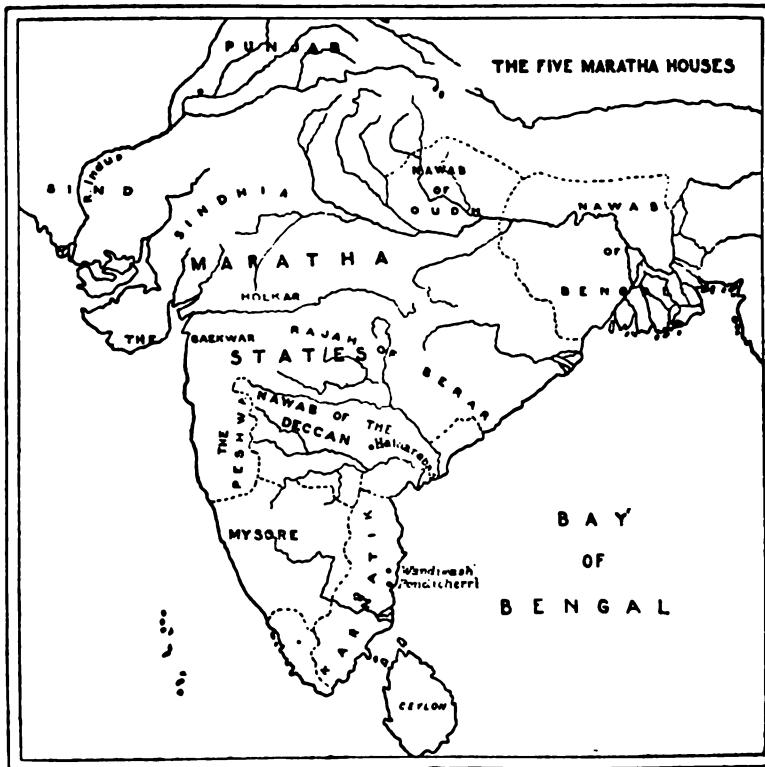 PUNJAB
THE FIVE MARATHA HOUSES
R. Indus
SIND
SINDHIA
NAWAB
OF
OUDH
NAWAB
OF
BENGAL
MARATHA
HOLKAR
THE GAEKWAR
RAJAH OF
STATES
BERAR
NAWAB OF THE
DECCAN
THE
PESHWA
MYSORE
KARNATIK
Wandiwash
Pondicherri
BAY
OF
BENGAL
CEYLON